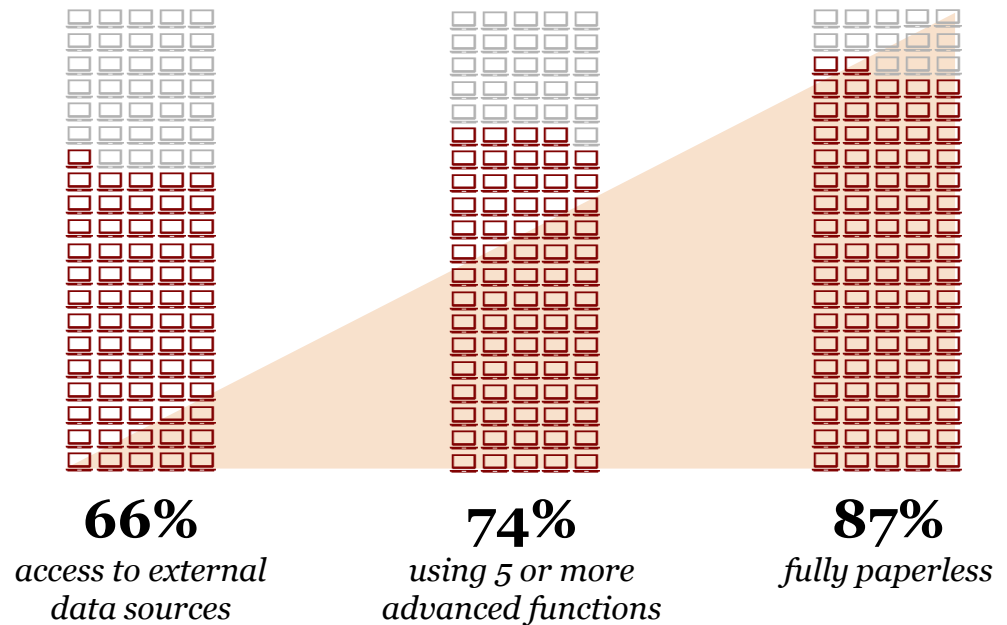 66%
access to external
data sources
74%
using 5 or more
advanced functions
87%
fully paperless